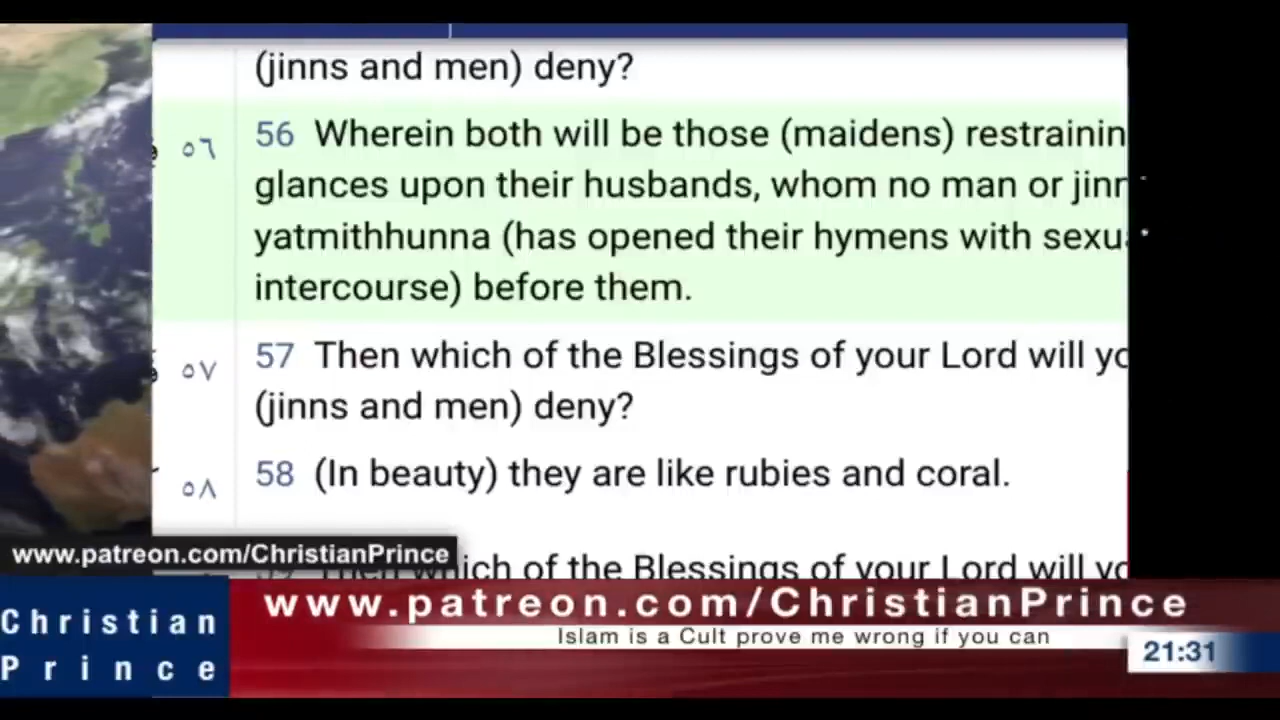 (jinns and men) deny?
٥٦
56 Wherein both will be those (maidens) restrainin
glances upon their husbands, whom no man or jinn
yatmithhunna (has opened their hymens with sexu
intercourse) before them.
٥٧
57 Then which of the Blessings of your Lord will yo
(jinns and men) deny?
٥٨
58 (In beauty) they are like rubies and coral.
www.patreon.com/ChristianPrince
59 Then which of the Blessings of your Lord will yo
www.patreon.com/ChristianPrince
Islam is a Cult prove me wrong if you can
Christian
Prince
21:31